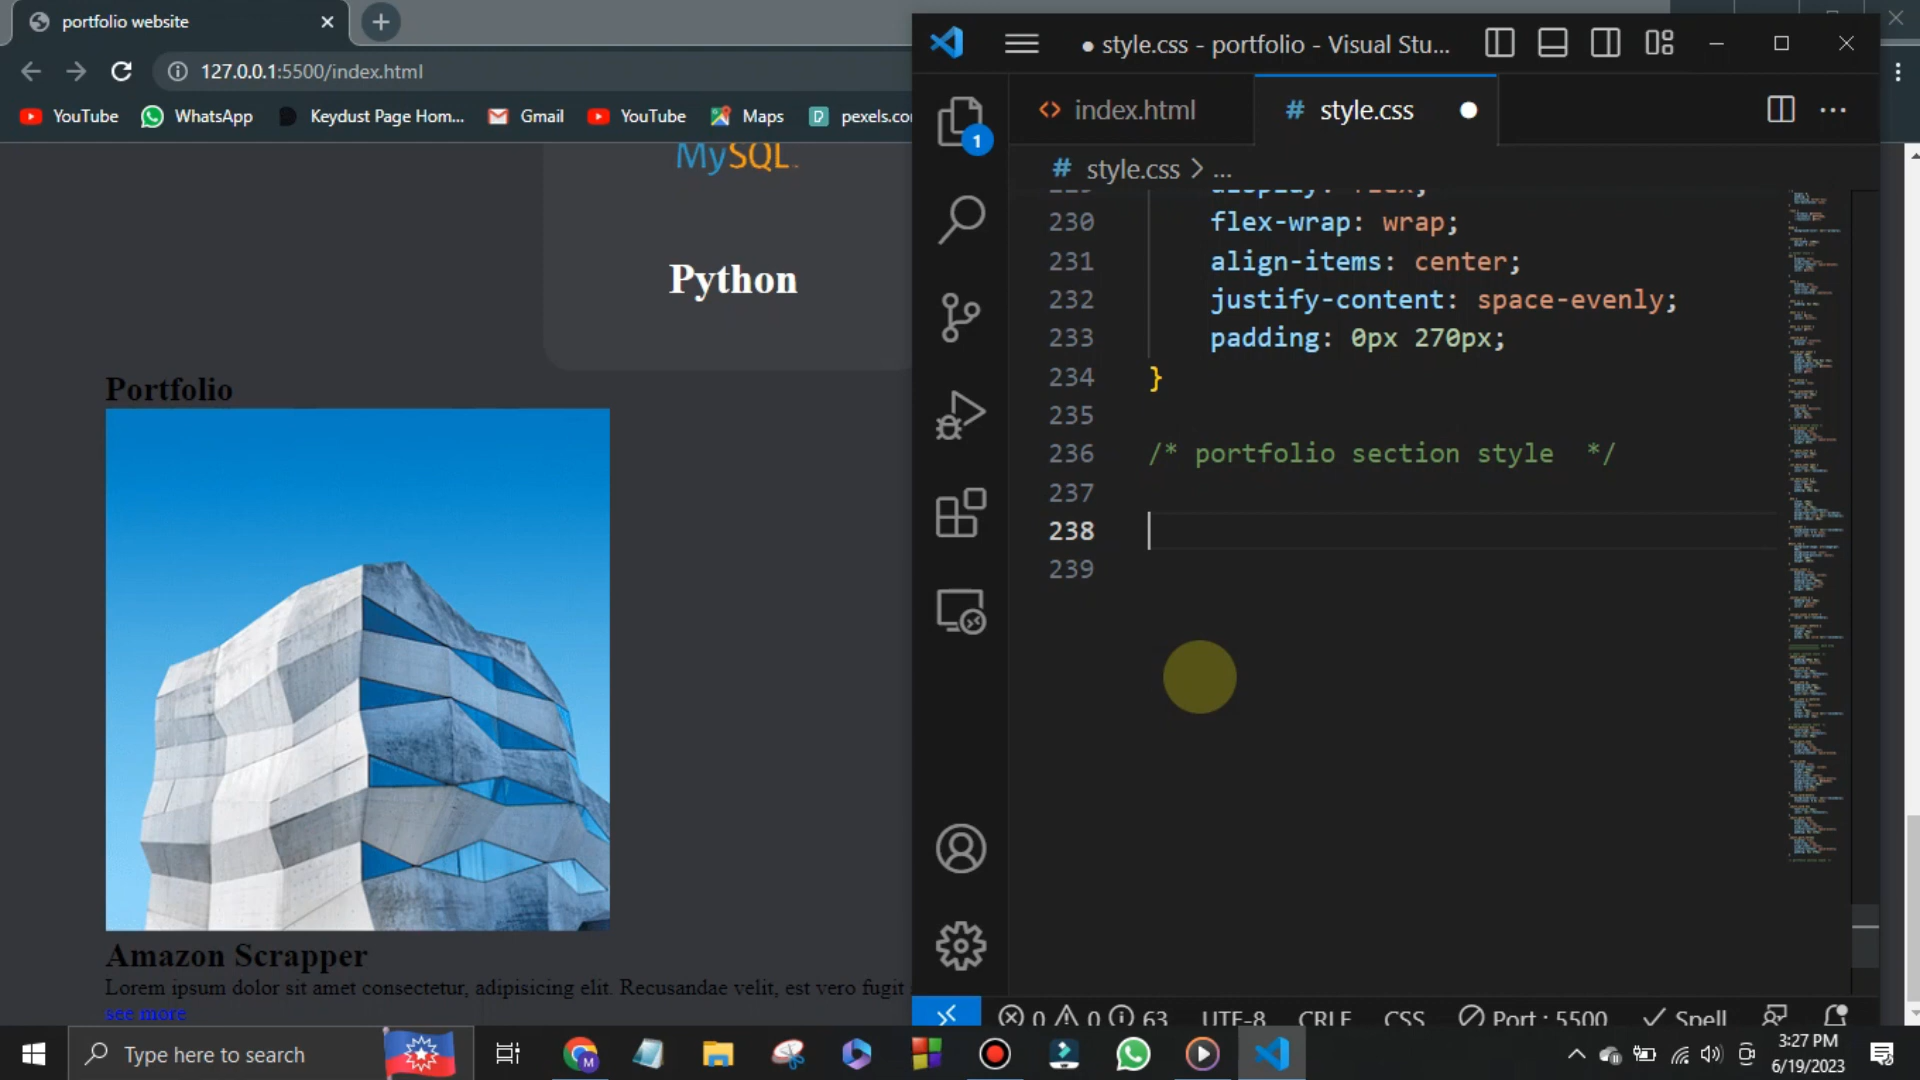 portfolio website
127.0.0.1:5500/index.html
YouTube
WhatsApp
Keydust Page Hom...
Gmail
YouTube
Maps
pexels.co
MySQL
Python
Portfolio
Amazon Scrapper
Lorem ipsum dolor sit amet consectetur, adipisicing elit. Recusandae velit, est vero fugit
see more
● style.css - portfolio - Visual Stu...
1
<> index.html
# style.css
# style.css > ...
229 display: flex;
230 flex-wrap: wrap;
231 align-items: center;
232 justify-content: space-evenly;
233 padding: 0px 270px;
234 }
235
236 /* portfolio section style  */
237
238
239
0 0 63 UTF-8 CRLF CSS Port : 5500 Spell
Type here to search
M
3:27 PM
6/19/2023